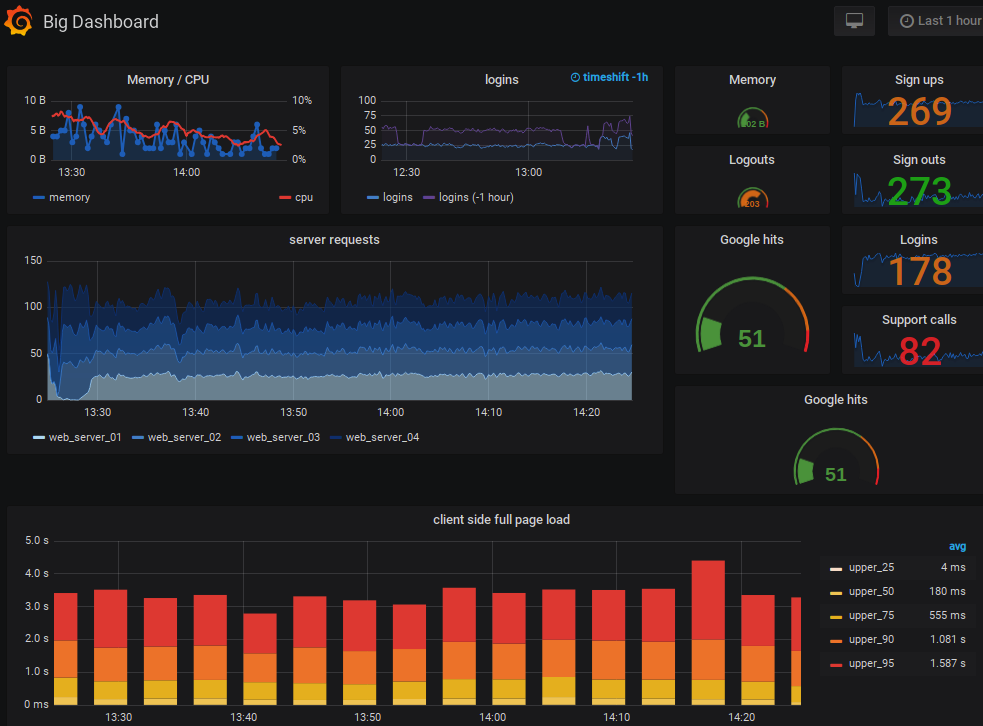 Big Dashboard
Last 1 hour
Memory / CPU
10 B
5 B
0 B
10%
5%
0%
13:30 14:00
memory cpu
logins
timeshift -1h
100
75
50
25
0
12:30 13:00
logins logins (-1 hour)
Memory
202 B
Sign ups
269
Logouts
203
Sign outs
273
server requests
150
100
50
0
13:30 13:40 13:50 14:00 14:10 14:20
web_server_01 web_server_02 web_server_03 web_server_04
Google hits
51
Logins
178
Support calls
82
Google hits
51
client side full page load
5.0 s
4.0 s
3.0 s
2.0 s
1.0 s
0 ms
13:30 13:40 13:50 14:00 14:10 14:20
avg
upper_25 4 ms
upper_50 180 ms
upper_75 555 ms
upper_90 1.081 s
upper_95 1.587 s